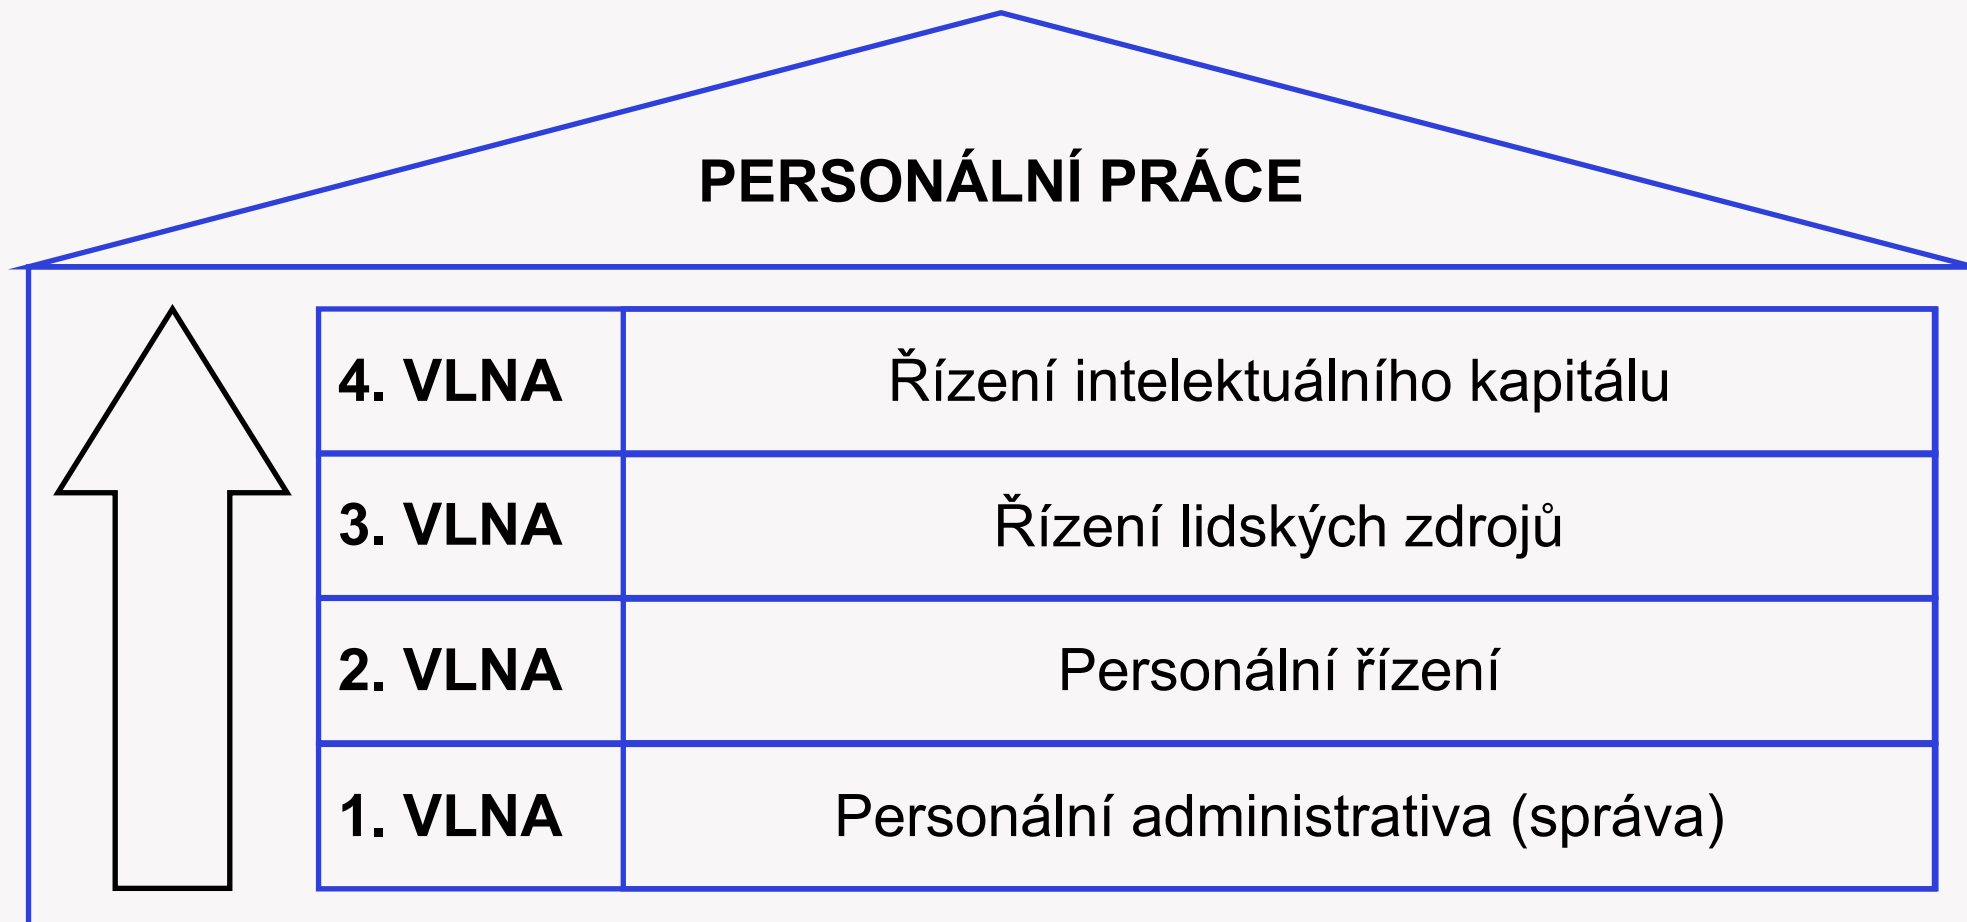 PERSONÁLNÍ PRÁCE
4. VLNA Řízení intelektuálního kapitálu
3. VLNA Řízení lidských zdrojů
2. VLNA Personální řízení
1. VLNA Personální administrativa (správa)